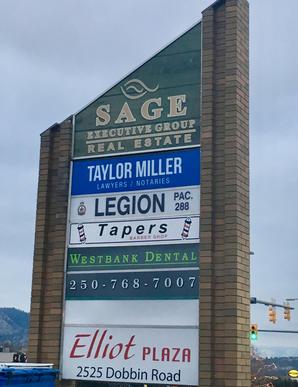 SAGE
EXECUTIVE GROUP
REAL ESTATE
TAYLOR MILLER
LAWYERS / NOTARIES
LEGION PAC. 288
Tapers
BARBER SHOP
WESTBANK DENTAL
250-768-7007
Elliot PLAZA
2525 Dobbin Road